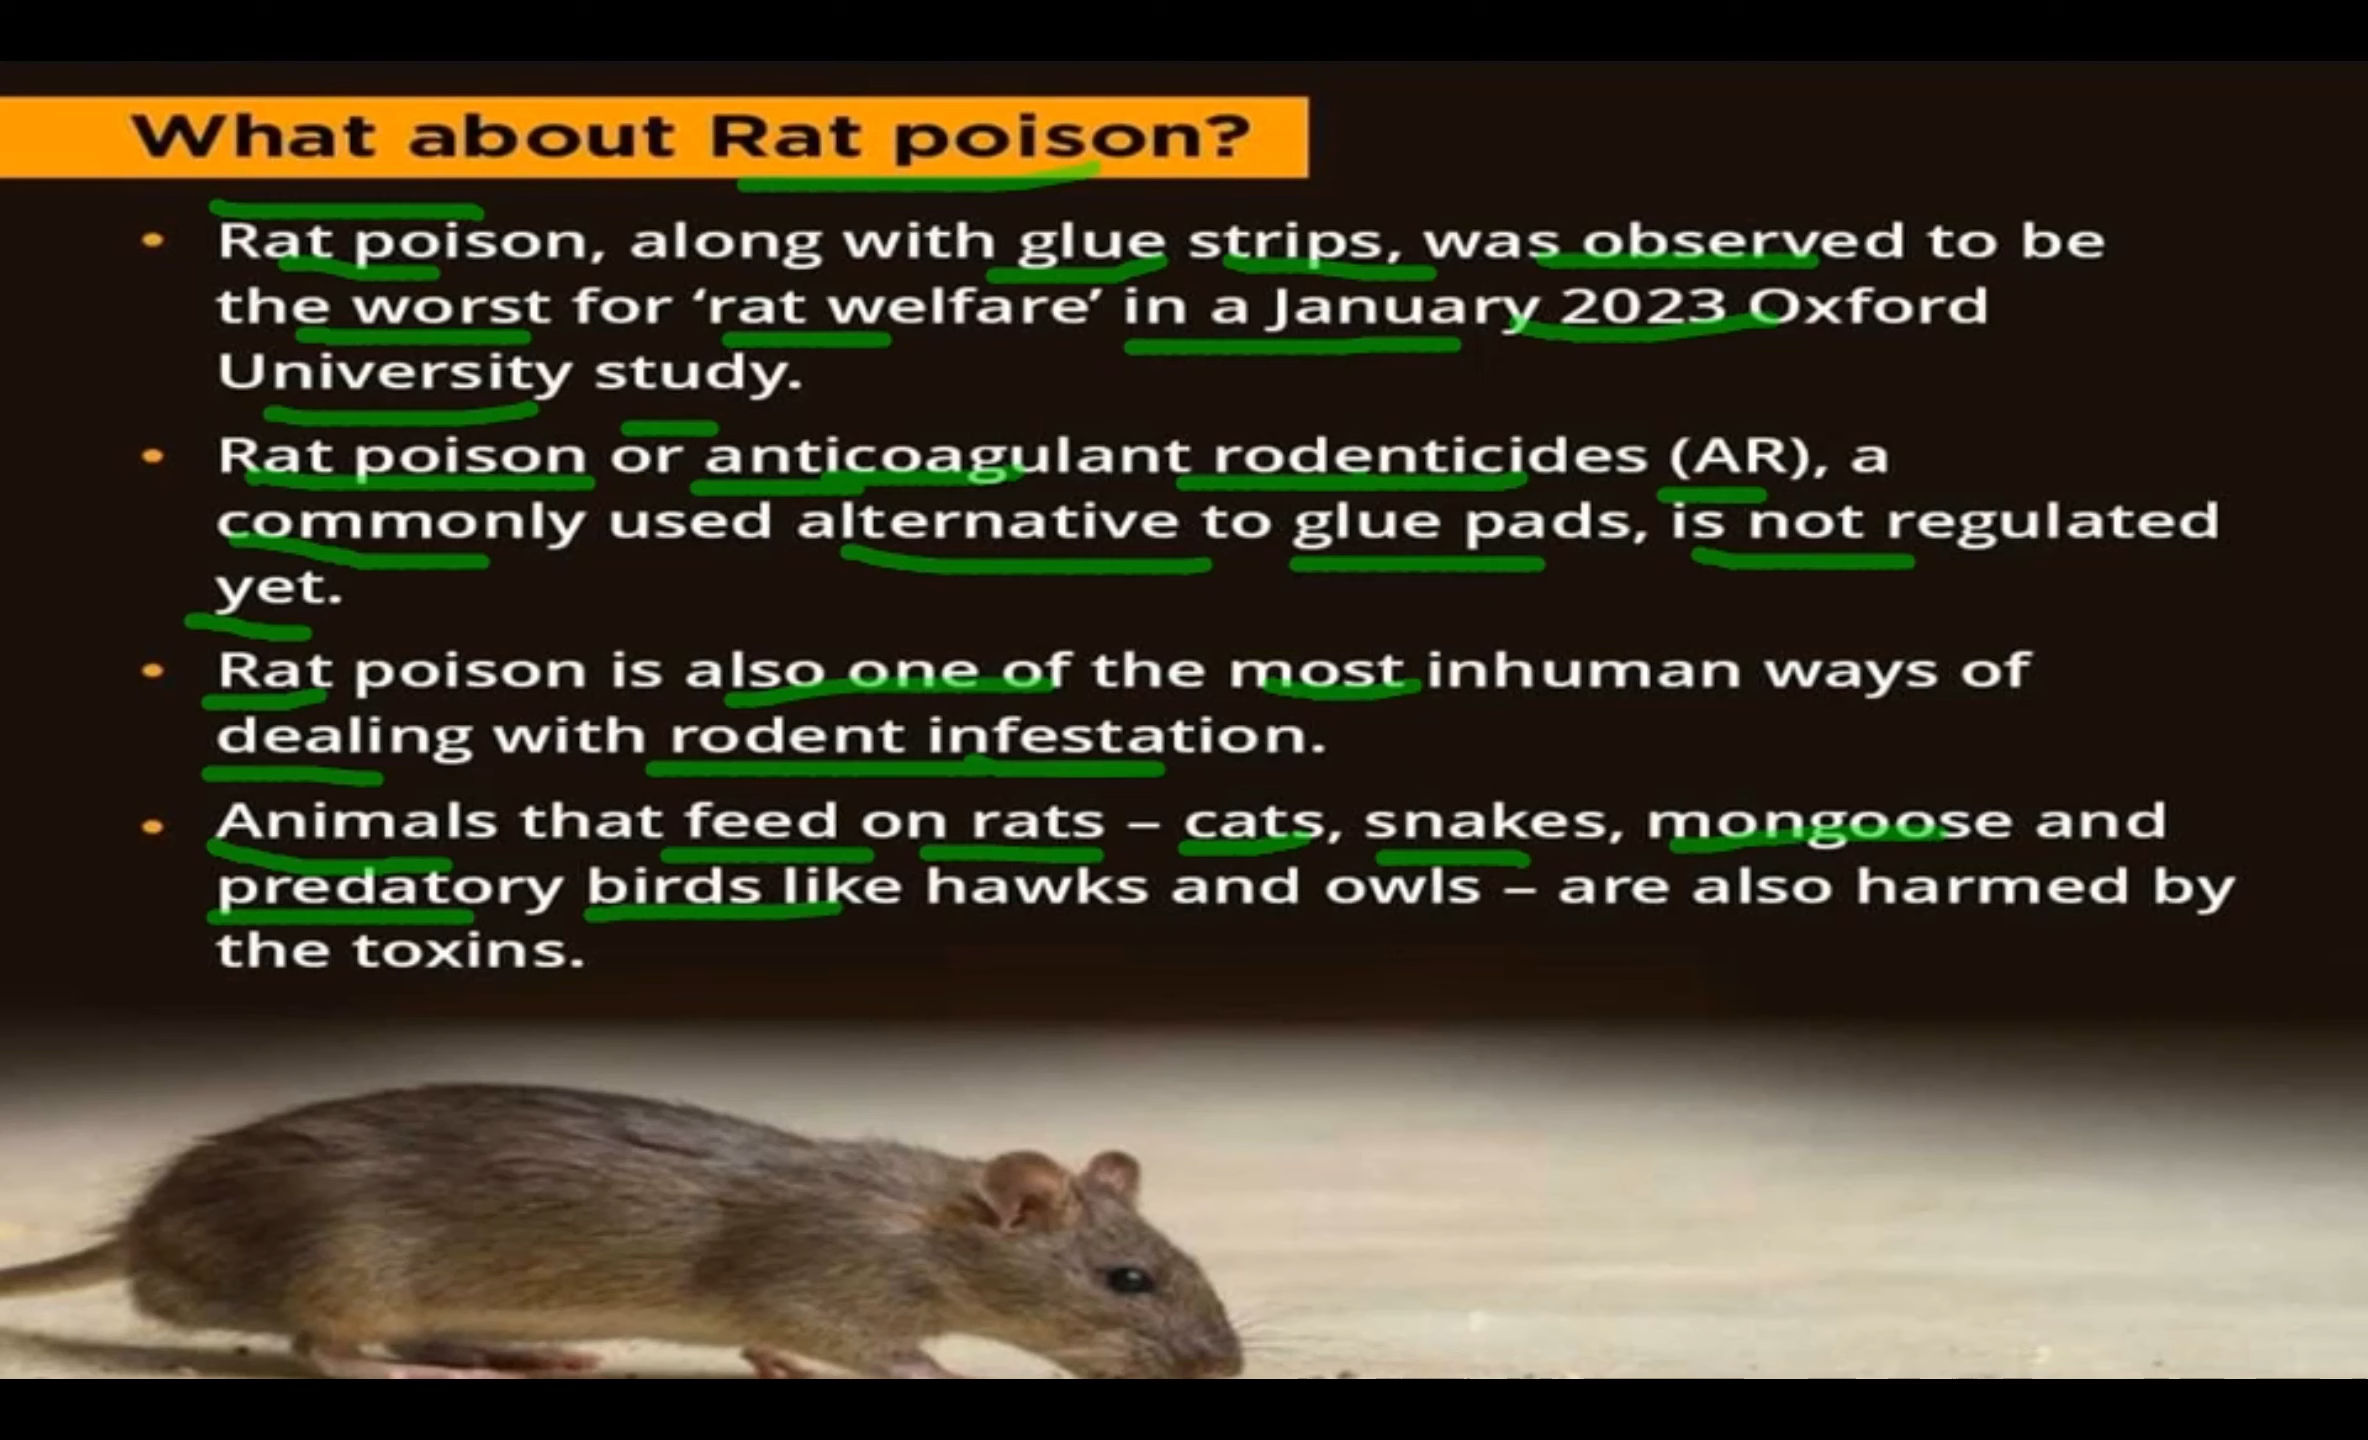 What about Rat poison?
• Rat poison, along with glue strips, was observed to be
the worst for ‘rat welfare’ in a January 2023 Oxford
University study.
• Rat poison or anticoagulant rodenticides (AR), a
commonly used alternative to glue pads, is not regulated
yet.
• Rat poison is also one of the most inhuman ways of
dealing with rodent infestation.
• Animals that feed on rats – cats, snakes, mongoose and
predatory birds like hawks and owls – are also harmed by
the toxins.